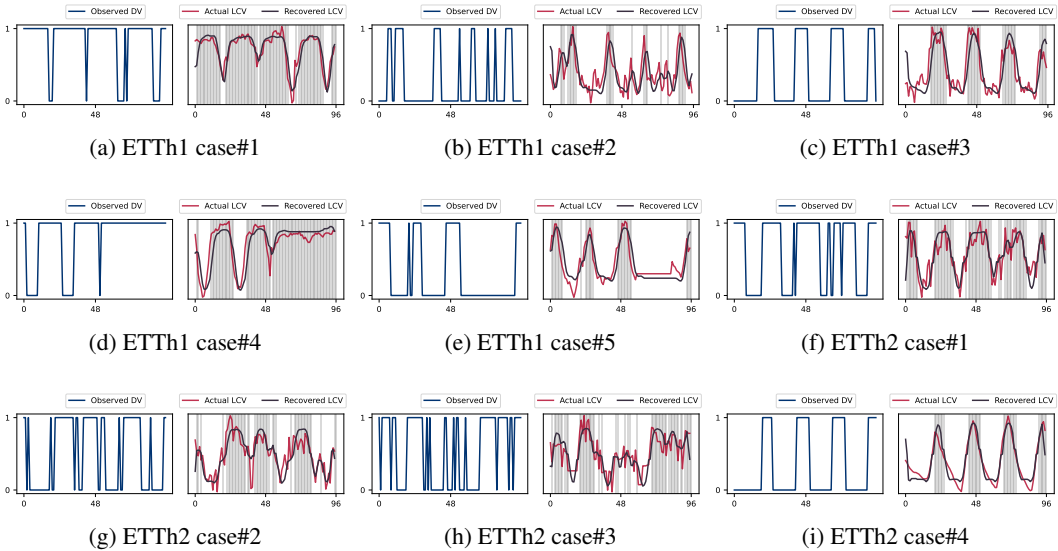 Observed DV Actual LCV Recovered LCV Observed DV Actual LCV Recovered LCV Observed DV Actual LCV Recovered LCV
1 1 1
0 0 0
0 48 0 48 96 0 48 0 48 96 0 48 0 48 96
(a) ETTh1 case#1 (b) ETTh1 case#2 (c) ETTh1 case#3
Observed DV Actual LCV Recovered LCV Observed DV Actual LCV Recovered LCV Observed DV Actual LCV Recovered LCV
1 1 1
0 0 0
0 48 0 48 96 0 48 0 48 96 0 48 0 48 96
(d) ETTh1 case#4 (e) ETTh1 case#5 (f) ETTh2 case#1
Observed DV Actual LCV Recovered LCV Observed DV Actual LCV Recovered LCV Observed DV Actual LCV Recovered LCV
1 1 1
0 0 0
0 48 0 48 96 0 48 0 48 96 0 48 0 48 96
(g) ETTh2 case#2 (h) ETTh2 case#3 (i) ETTh2 case#4